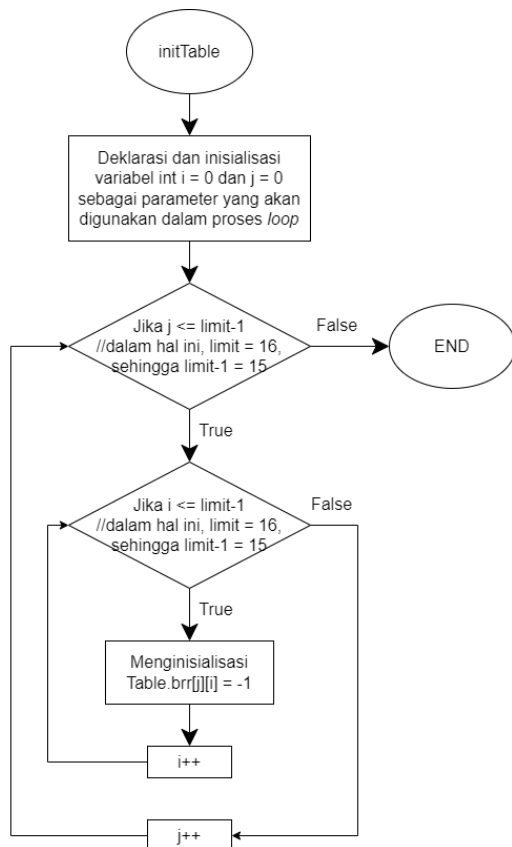 initTable
Deklarasi dan inisialisasi
variabel int i = 0 dan j = 0
sebagai parameter yang akan
digunakan dalam proses loop
Jika j <= limit-1
//dalam hal ini, limit = 16,
sehingga limit-1 = 15
False
END
True
Jika i <= limit-1
//dalam hal ini, limit = 16,
sehingga limit-1 = 15
False
True
Menginisialisasi
Table.brr[j][i] = -1
i++
j++